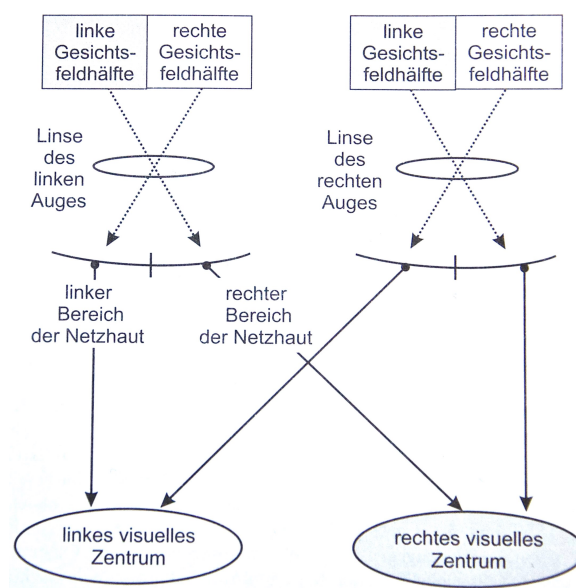 linke
Gesichts-
feldhälfte
rechte
Gesichts-
feldhälfte
linke
Gesichts-
feldhälfte
rechte
Gesichts-
feldhälfte
Linse
des
linken
Auges
Linse
des
rechten
Auges
linker
Bereich
der Netzhaut
rechter
Bereich
der Netzhaut
linkes visuelles
Zentrum
rechtes visuelles
Zentrum